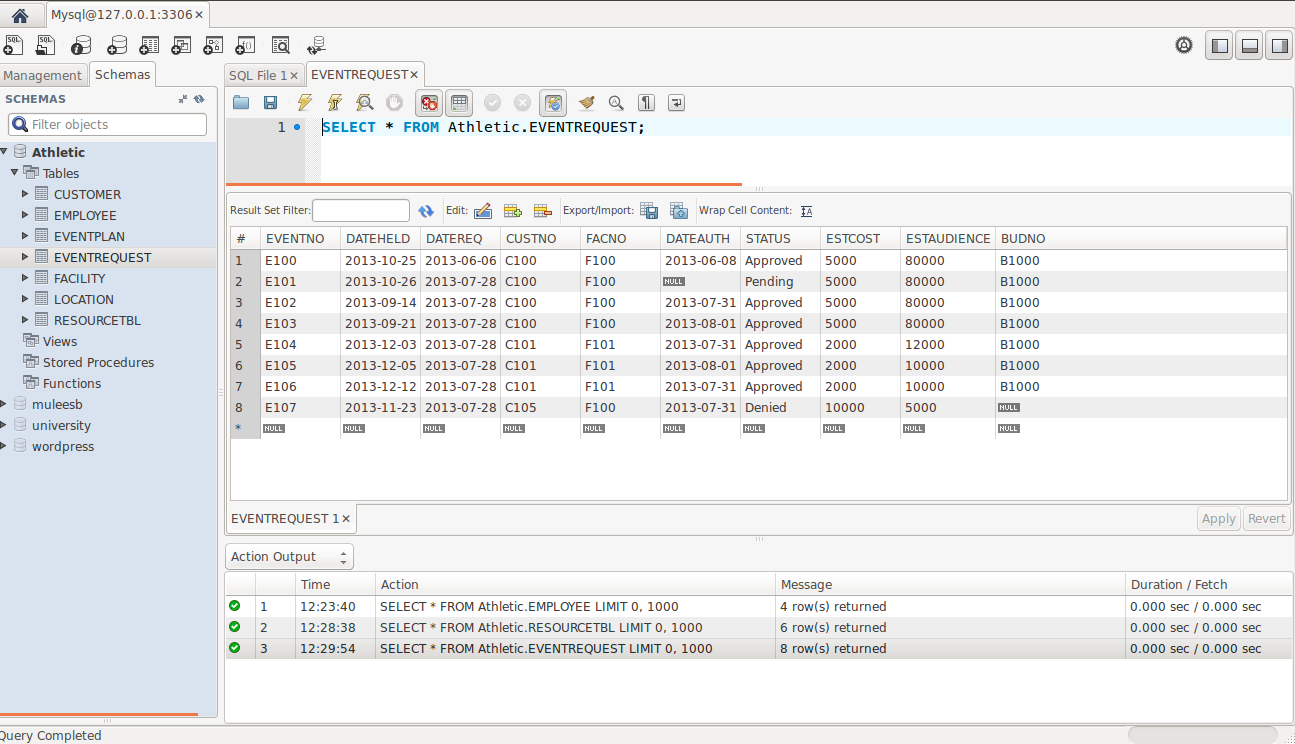 Mysql@127.0.0.1:3306 ×
SQL SQL
Management Schemas SQL File 1 × EVENTREQUEST ×
SCHEMAS
Filter objects
Athletic
Tables
CUSTOMER
EMPLOYEE
EVENTPLAN
EVENTREQUEST
FACILITY
LOCATION
RESOURCETBL
Views
Stored Procedures
Functions
muleesb
university
wordpress
1 SELECT * FROM Athletic.EVENTREQUEST;
Result Set Filter: Edit: Export/Import: Wrap Cell Content: IA
# EVENTNO DATEHELD DATEREQ CUSTNO FACNO DATEAUTH STATUS ESTCOST ESTAUDIENCE BUDNO
1 E100 2013-10-25 2013-06-06 C100 F100 2013-06-08 Approved 5000 80000 B1000
2 E101 2013-10-26 2013-07-28 C100 F100 NULL Pending 5000 80000 B1000
3 E102 2013-09-14 2013-07-28 C100 F100 2013-07-31 Approved 5000 80000 B1000
4 E103 2013-09-21 2013-07-28 C100 F100 2013-08-01 Approved 5000 80000 B1000
5 E104 2013-12-03 2013-07-28 C101 F101 2013-07-31 Approved 2000 12000 B1000
6 E105 2013-12-05 2013-07-28 C101 F101 2013-08-01 Approved 2000 10000 B1000
7 E106 2013-12-12 2013-07-28 C101 F101 2013-07-31 Approved 2000 10000 B1000
8 E107 2013-11-23 2013-07-28 C105 F100 2013-07-31 Denied 10000 5000 NULL
* NULL NULL NULL NULL NULL NULL NULL NULL NULL NULL
EVENTREQUEST 1 × Apply Revert
Action Output
Time Action Message Duration / Fetch
1 12:23:40 SELECT * FROM Athletic.EMPLOYEE LIMIT 0, 1000 4 row(s) returned 0.000 sec / 0.000 sec
2 12:28:38 SELECT * FROM Athletic.RESOURCETBL LIMIT 0, 1000 6 row(s) returned 0.000 sec / 0.000 sec
3 12:29:54 SELECT * FROM Athletic.EVENTREQUEST LIMIT 0, 1000 8 row(s) returned 0.000 sec / 0.000 sec
Query Completed